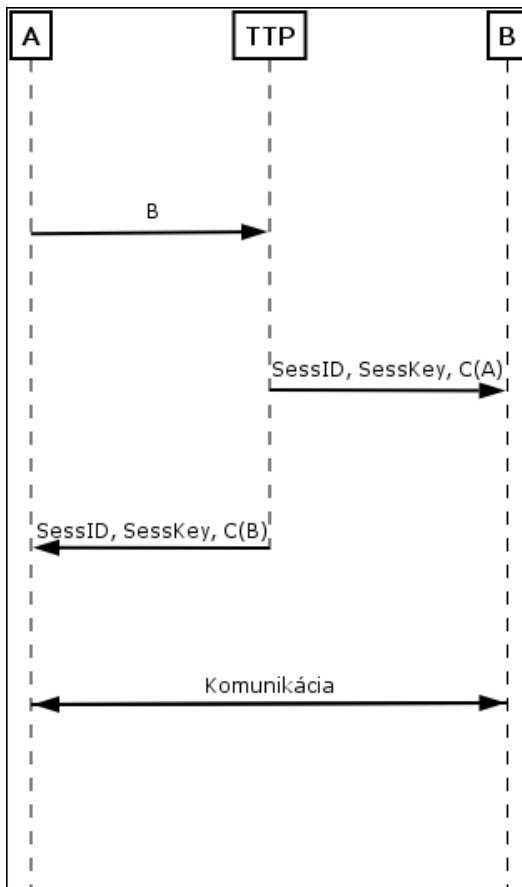 A TTP B
B
SessID, SessKey, C(A)
SessID, SessKey, C(B)
Komunikácia